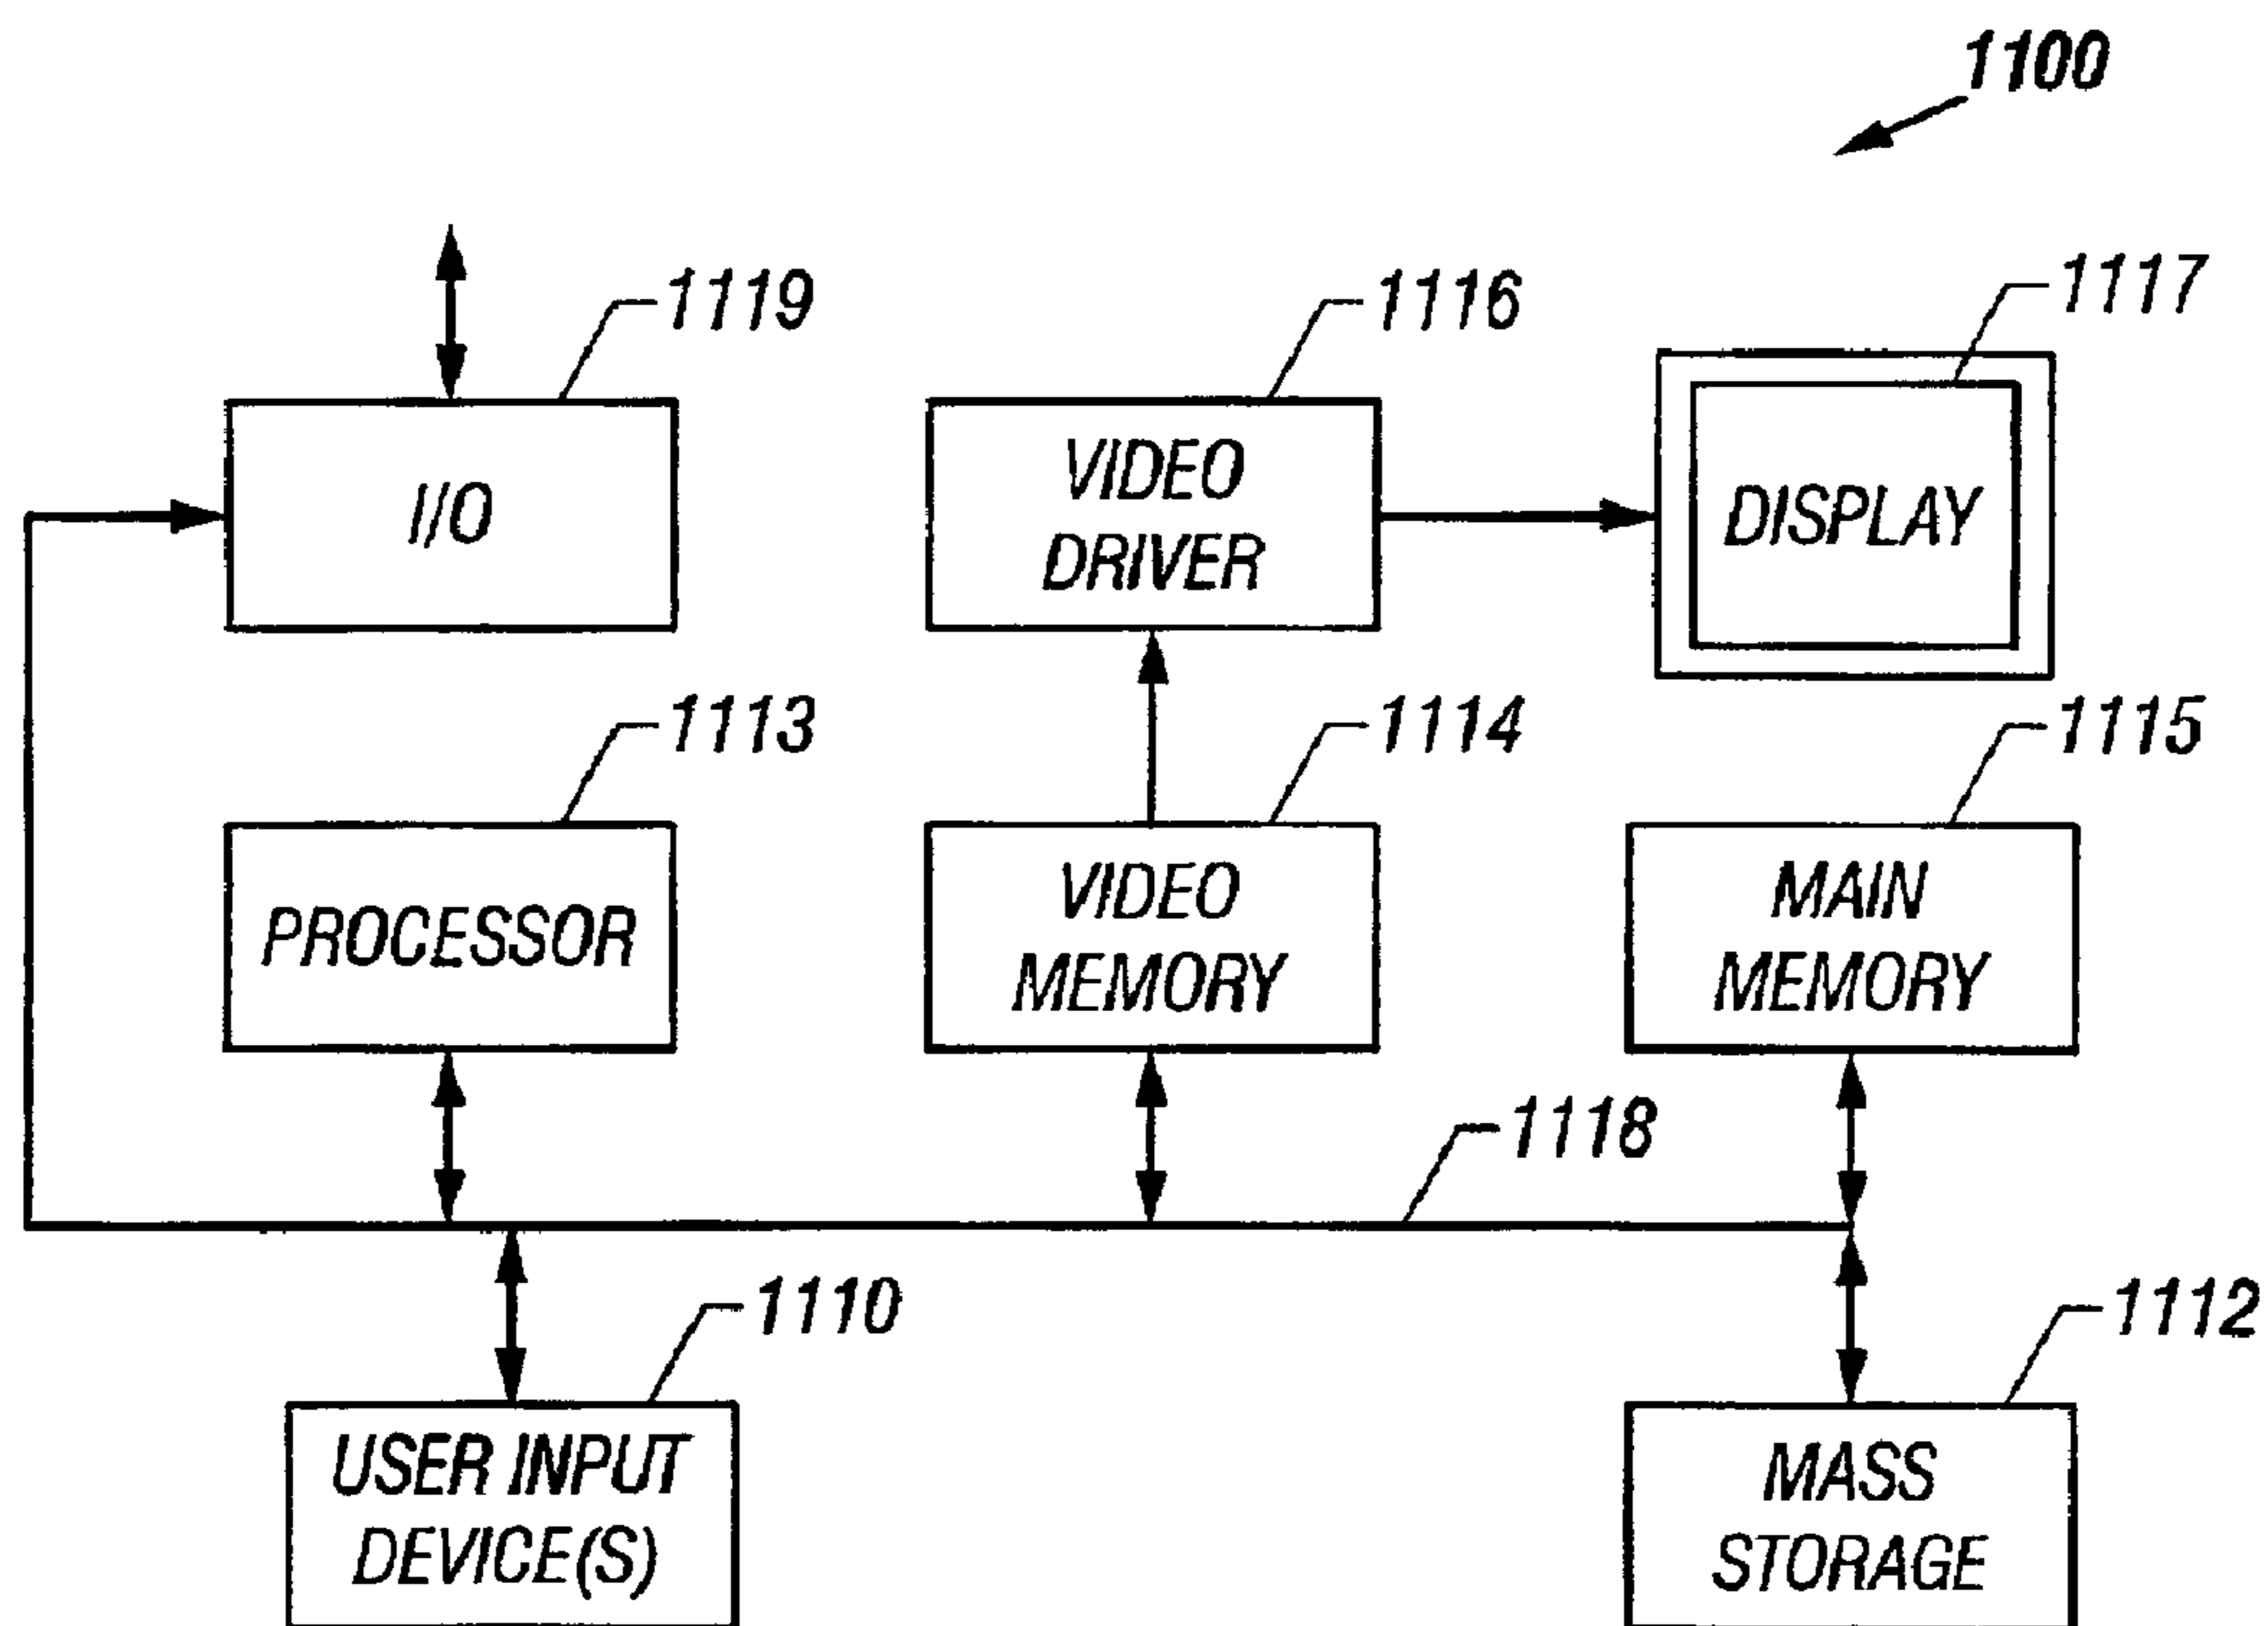 1100
1119
1116
1117
I/O
VIDEO
DRIVER
DISPLAY
1113
1114
1115
PROCESSOR
VIDEO
MEMORY
MAIN
MEMORY
1118
1110
1112
USER INPUT
DEVICE(S)
MASS
STORAGE